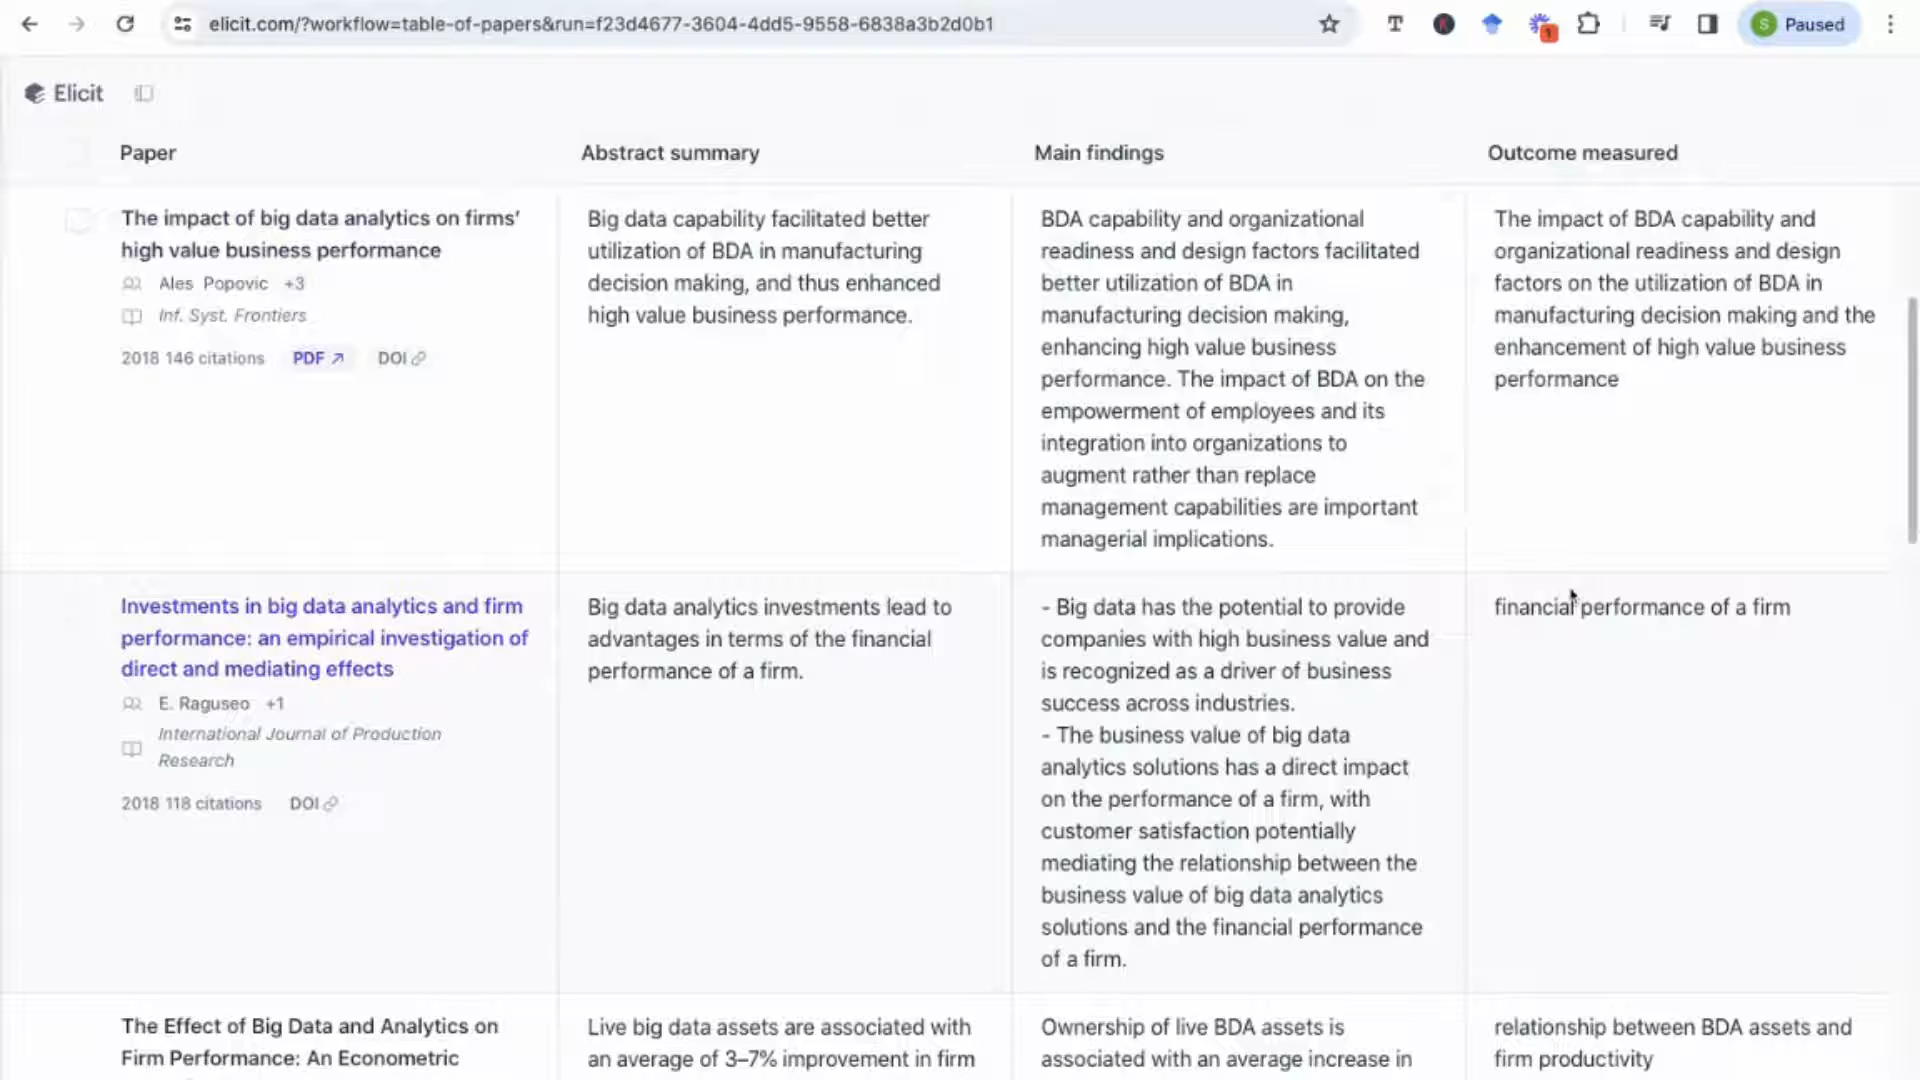 elicit.com/?workflow=table-of-papers&run=f23d4677-3604-4dd5-9558-6838a3b2d0b1
T
1
S
Paused
Elicit
Paper
Abstract summary
Main findings
Outcome measured
The impact of big data analytics on firms’
high value business performance
Ales Popovic +3
Inf. Syst. Frontiers
2018 146 citations
PDF ↗
DOI
Big data capability facilitated better
utilization of BDA in manufacturing
decision making, and thus enhanced
high value business performance.
BDA capability and organizational
readiness and design factors facilitated
better utilization of BDA in
manufacturing decision making,
enhancing high value business
performance. The impact of BDA on the
empowerment of employees and its
integration into organizations to
augment rather than replace
management capabilities are important
managerial implications.
The impact of BDA capability and
organizational readiness and design
factors on the utilization of BDA in
manufacturing decision making and the
enhancement of high value business
performance
Investments in big data analytics and firm
performance: an empirical investigation of
direct and mediating effects
E. Raguseo +1
International Journal of Production
Research
2018 118 citations
DOI
Big data analytics investments lead to
advantages in terms of the financial
performance of a firm.
- Big data has the potential to provide
companies with high business value and
is recognized as a driver of business
success across industries.
- The business value of big data
analytics solutions has a direct impact
on the performance of a firm, with
customer satisfaction potentially
mediating the relationship between the
business value of big data analytics
solutions and the financial performance
of a firm.
financial performance of a firm
The Effect of Big Data and Analytics on
Firm Performance: An Econometric
Live big data assets are associated with
an average of 3–7% improvement in firm
Ownership of live BDA assets is
associated with an average increase in
relationship between BDA assets and
firm productivity